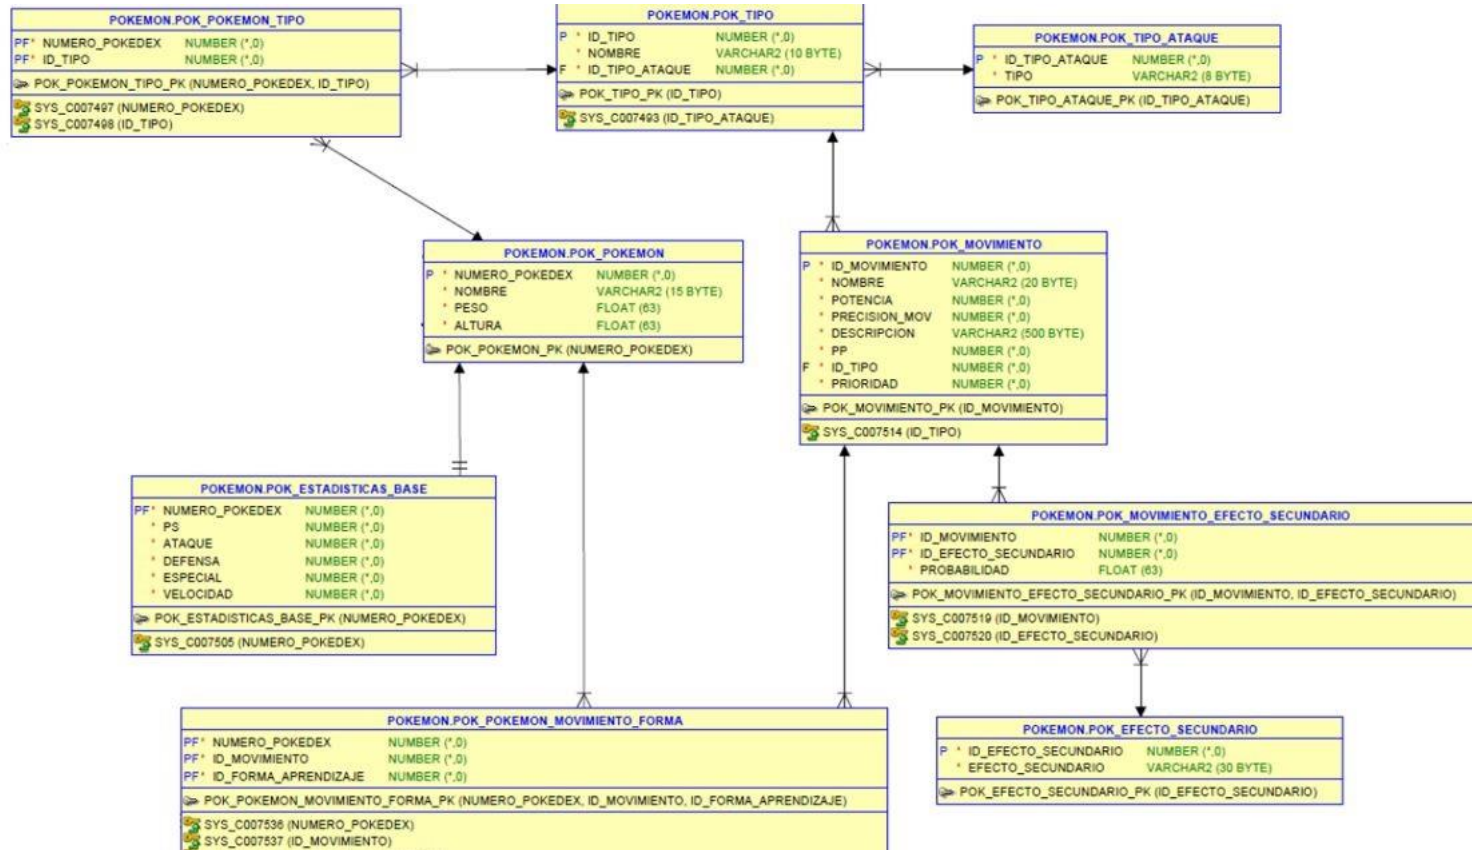 POKEMON.POK_POKEMON_TIPO
PF* NUMERO_POKEDEX NUMBER (*,0)
PF* ID_TIPO NUMBER (*,0)
POK_POKEMON_TIPO_PK (NUMERO_POKEDEX, ID_TIPO)
SYS_C007497 (NUMERO_POKEDEX)
SYS_C007498 (ID_TIPO)
POKEMON.POK_TIPO
P * ID_TIPO NUMBER (*,0)
* NOMBRE VARCHAR2 (10 BYTE)
F * ID_TIPO_ATAQUE NUMBER (*,0)
POK_TIPO_PK (ID_TIPO)
SYS_C007493 (ID_TIPO_ATAQUE)
POKEMON.POK_TIPO_ATAQUE
P * ID_TIPO_ATAQUE NUMBER (*,0)
* TIPO VARCHAR2 (8 BYTE)
POK_TIPO_ATAQUE_PK (ID_TIPO_ATAQUE)
POKEMON.POK_POKEMON
P * NUMERO_POKEDEX NUMBER (*,0)
* NOMBRE VARCHAR2 (15 BYTE)
* PESO FLOAT (63)
* ALTURA FLOAT (63)
POK_POKEMON_PK (NUMERO_POKEDEX)
POKEMON.POK_MOVIMIENTO
P * ID_MOVIMIENTO NUMBER (*,0)
* NOMBRE VARCHAR2 (20 BYTE)
* POTENCIA NUMBER (*,0)
* PRECISION_MOV NUMBER (*,0)
* DESCRIPCION VARCHAR2 (500 BYTE)
* PP NUMBER (*,0)
F * ID_TIPO NUMBER (*,0)
* PRIORIDAD NUMBER (*,0)
POK_MOVIMIENTO_PK (ID_MOVIMIENTO)
SYS_C007514 (ID_TIPO)
POKEMON.POK_ESTADISTICAS_BASE
PF* NUMERO_POKEDEX NUMBER (*,0)
* PS NUMBER (*,0)
* ATAQUE NUMBER (*,0)
* DEFENSA NUMBER (*,0)
* ESPECIAL NUMBER (*,0)
* VELOCIDAD NUMBER (*,0)
POK_ESTADISTICAS_BASE_PK (NUMERO_POKEDEX)
SYS_C007505 (NUMERO_POKEDEX)
POKEMON.POK_MOVIMIENTO_EFECTO_SECUNDARIO
PF* ID_MOVIMIENTO NUMBER (*,0)
PF* ID_EFECTO_SECUNDARIO NUMBER (*,0)
* PROBABILIDAD FLOAT (63)
POK_MOVIMIENTO_EFECTO_SECUNDARIO_PK (ID_MOVIMIENTO, ID_EFECTO_SECUNDARIO)
SYS_C007519 (ID_MOVIMIENTO)
SYS_C007520 (ID_EFECTO_SECUNDARIO)
POKEMON.POK_POKEMON_MOVIMIENTO_FORMA
PF* NUMERO_POKEDEX NUMBER (*,0)
PF* ID_MOVIMIENTO NUMBER (*,0)
PF* ID_FORMA_APRENDIZAJE NUMBER (*,0)
POK_POKEMON_MOVIMIENTO_FORMA_PK (NUMERO_POKEDEX, ID_MOVIMIENTO, ID_FORMA_APRENDIZAJE)
SYS_C007536 (NUMERO_POKEDEX)
SYS_C007537 (ID_MOVIMIENTO)
POKEMON.POK_EFECTO_SECUNDARIO
P * ID_EFECTO_SECUNDARIO NUMBER (*,0)
* EFECTO_SECUNDARIO VARCHAR2 (30 BYTE)
POK_EFECTO_SECUNDARIO_PK (ID_EFECTO_SECUNDARIO)